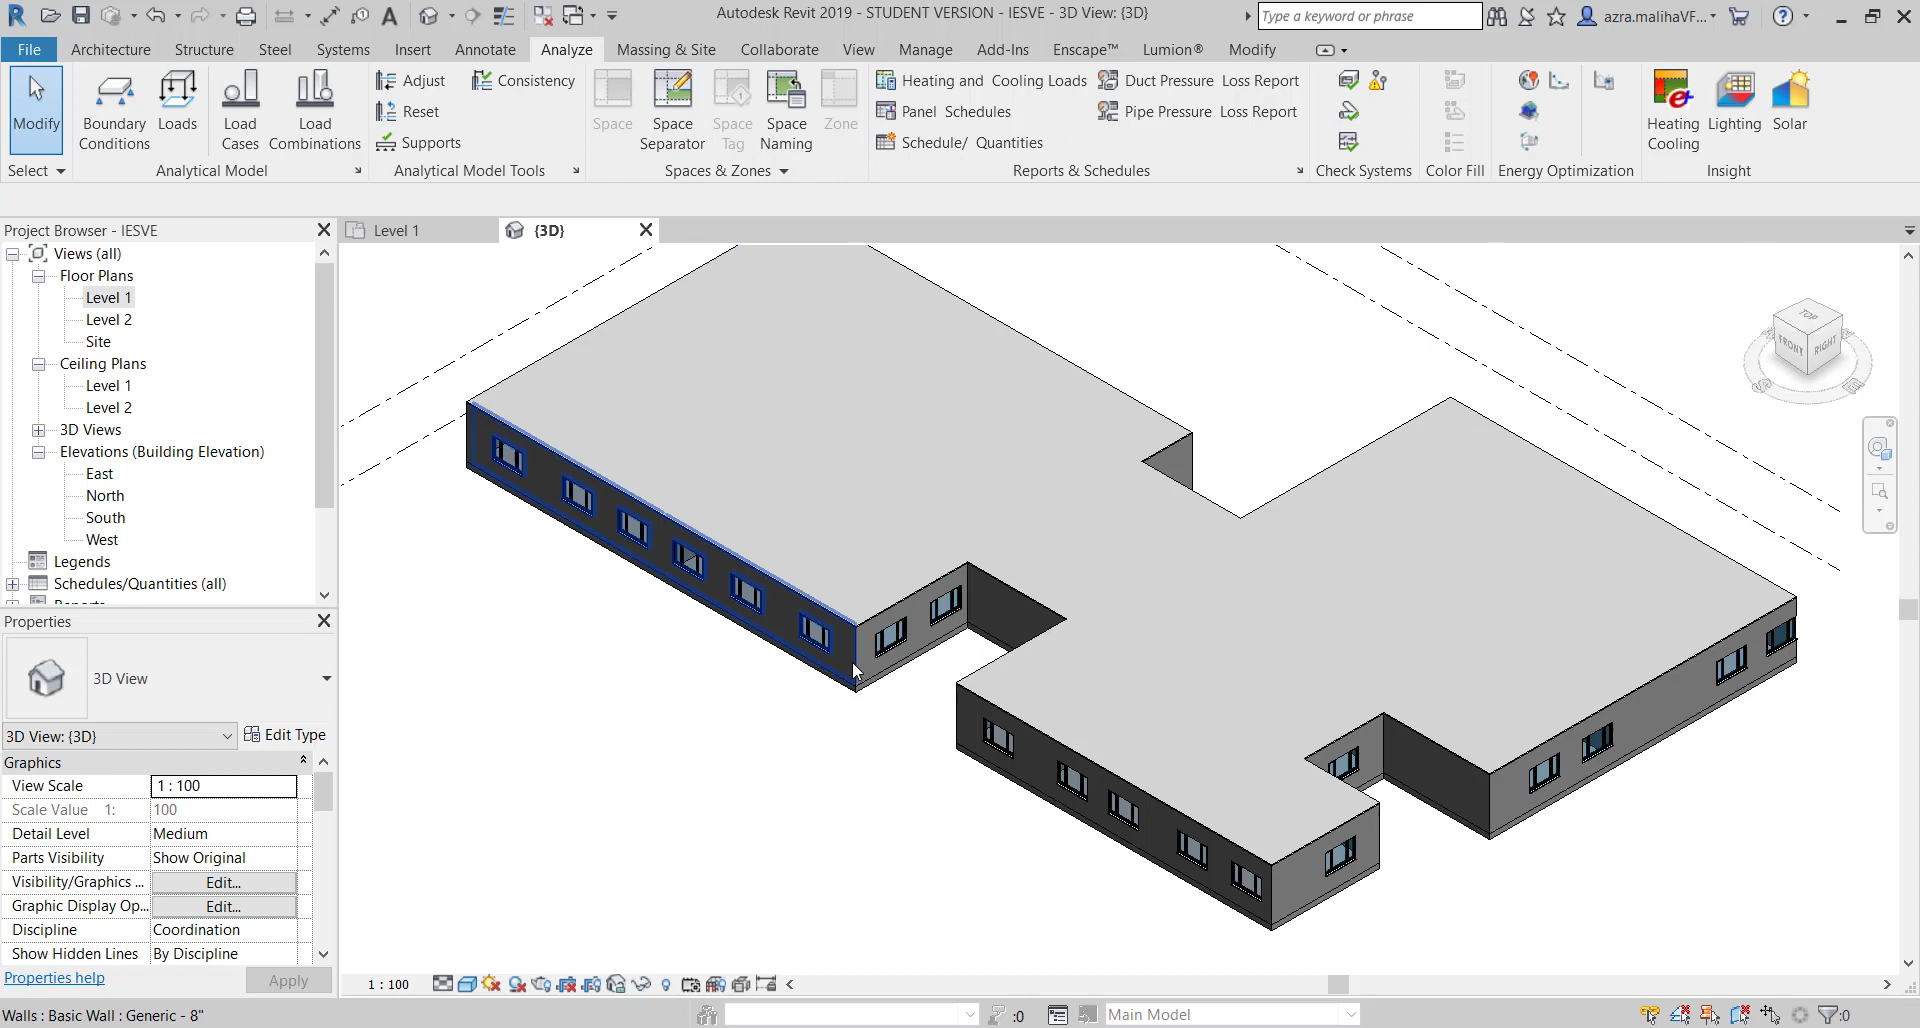 Autodesk Revit 2019 - STUDENT VERSION - IESVE - 3D View: {3D}
Type a keyword or phrase
azra.malihaVF...
File Architecture Structure Steel Systems Insert Annotate Analyze Massing & Site Collaborate View Manage Add-Ins Enscape™ Lumion® Modify
Modify
Boundary Conditions
Loads
Load Cases
Load Combinations
Adjust
Reset
Supports
Consistency
Space
Space Separator
Space Tag
Space Naming
Zone
Heating and Cooling Loads
Panel Schedules
Schedule/ Quantities
Duct Pressure Loss Report
Pipe Pressure Loss Report
Heating Cooling
Lighting
Solar
Select Analytical Model Analytical Model Tools Spaces & Zones Reports & Schedules Check Systems Color Fill Energy Optimization Insight
Project Browser - IESVE
Level 1
{3D}
Views (all)
Floor Plans
Level 1
Level 2
Site
Ceiling Plans
Level 1
Level 2
3D Views
Elevations (Building Elevation)
East
North
South
West
Legends
Schedules/Quantities (all)
TOP
FRONT
RIGHT
S
E
Properties
3D View
3D View: {3D}
Edit Type
Graphics
View Scale 1 : 100
Scale Value 1: 100
Detail Level Medium
Parts Visibility Show Original
Visibility/Graphics ... Edit...
Graphic Display Op... Edit...
Discipline Coordination
Show Hidden Lines By Discipline
Properties help
Apply
1 : 100
Walls : Basic Wall : Generic - 8"
:0
Main Model
:0